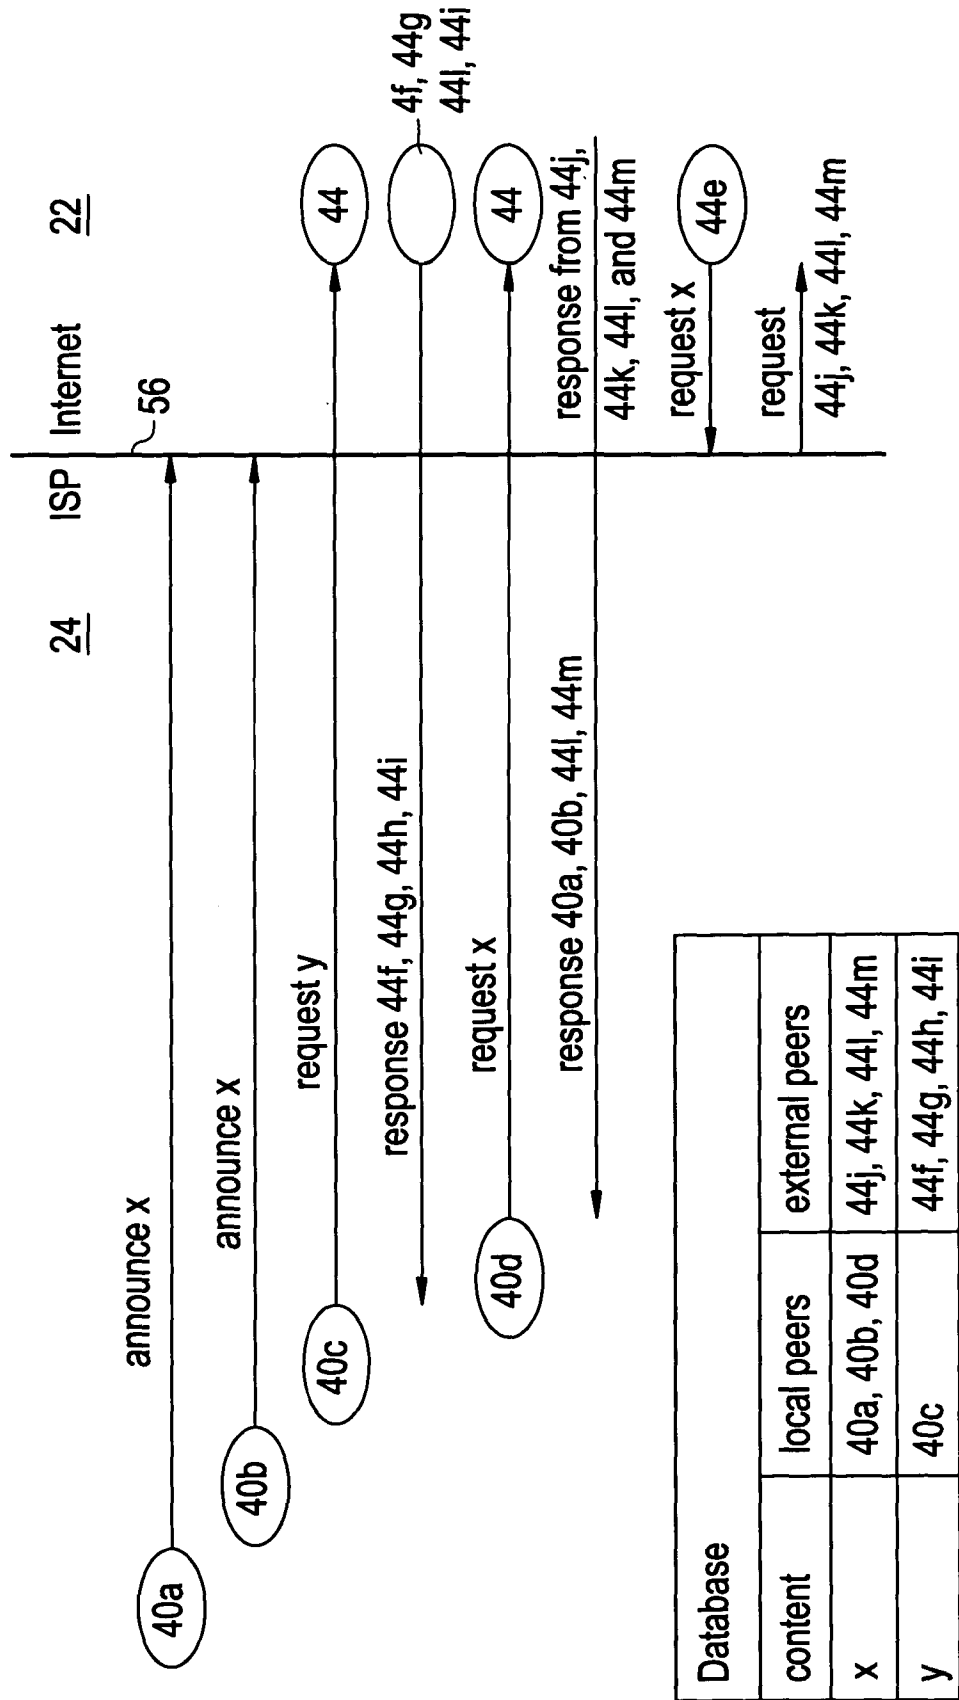 24 ISP Internet 22
56
announce x
40a
announce x
40b
request y
40c
44
response 44f, 44g, 44h, 44i
4f, 44g
44l, 44i
request x
40d
44
response 40a, 40b, 44l, 44m
response from 44j,
44k, 44l, and 44m
request x
44e
request
44j, 44k, 44l, 44m
Database
content local peers external peers
x 40a, 40b, 40d 44j, 44k, 44l, 44m
y 40c 44f, 44g, 44h, 44i